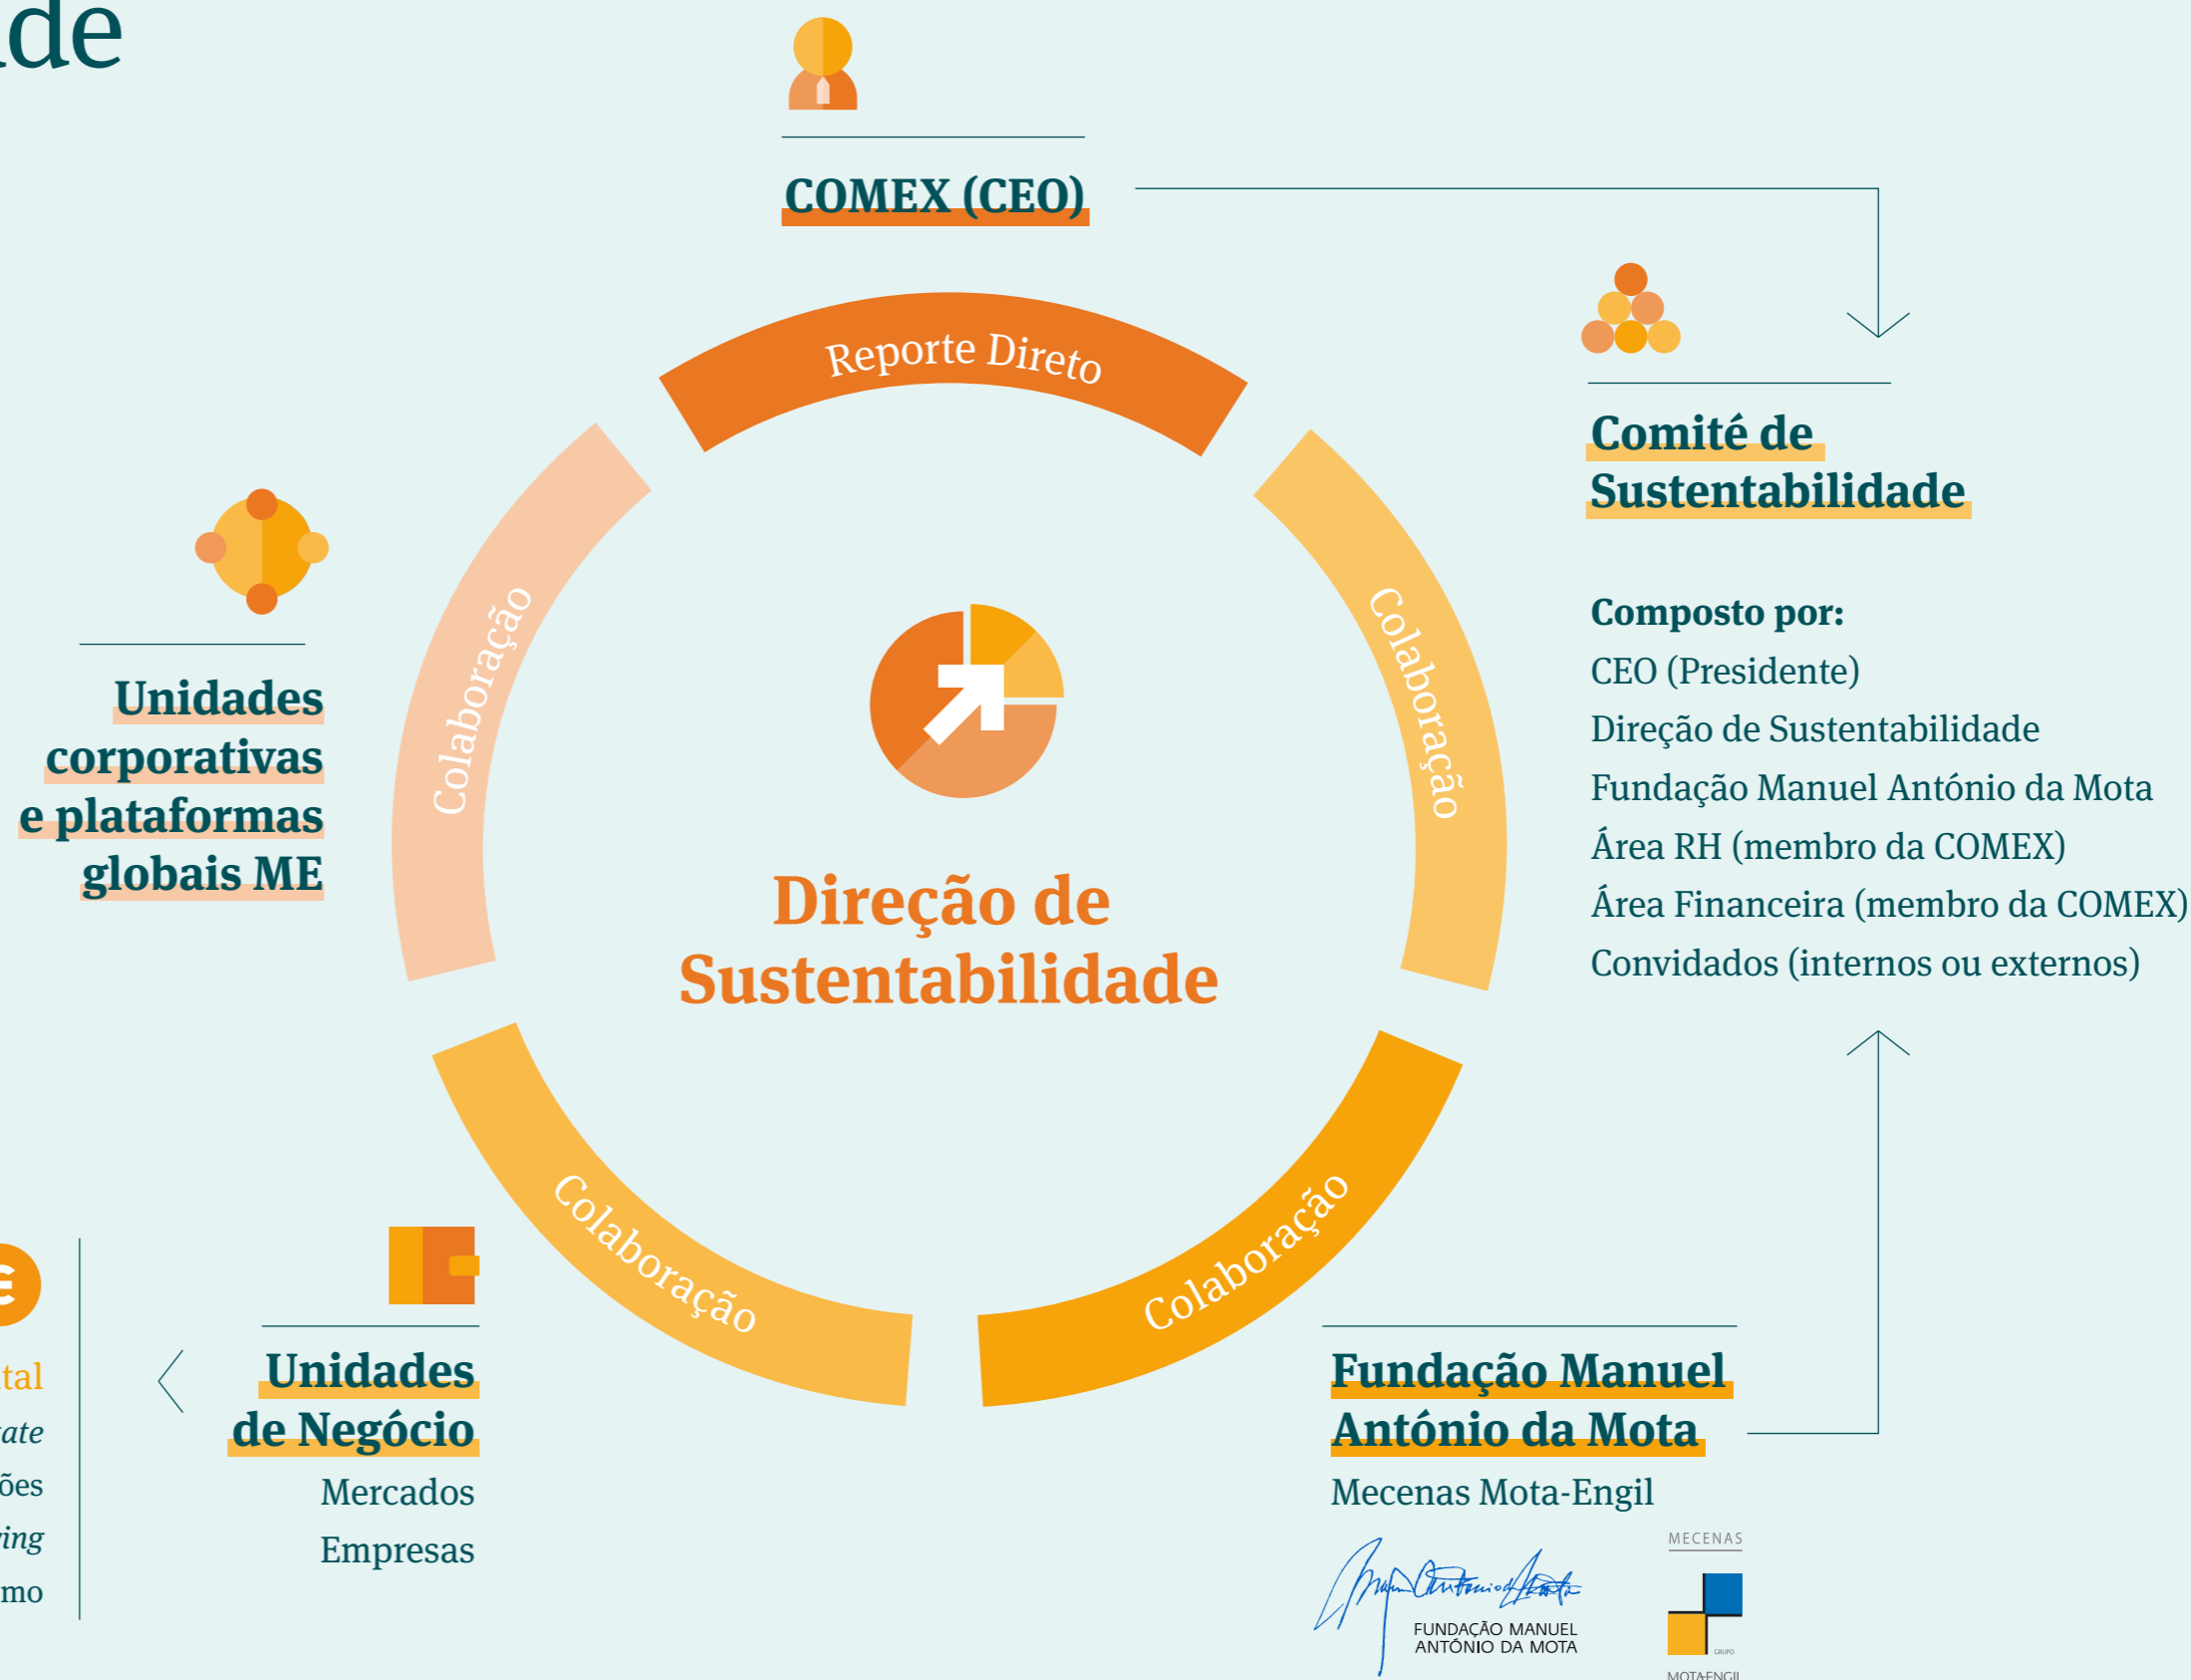 COMEX (CEO)
Reporte Direto
Comité de
Sustentabilidade
Composto por:
CEO (Presidente)
Direção de Sustentabilidade
Fundação Manuel António da Mota
Área RH (membro da COMEX)
Área Financeira (membro da COMEX)
Convidados (internos ou externos)
Colaboração
Unidades
corporativas
e plataformas
globais ME
Colaboração
Direção de
Sustentabilidade
Colaboração
Colaboração
Unidades
de Negócio
Mercados
Empresas
Fundação Manuel
António da Mota
Mecenas Mota-Engil
FUNDAÇÃO MANUEL
ANTÓNIO DA MOTA
MECENAS
GRUPO
MOTA-ENGIL